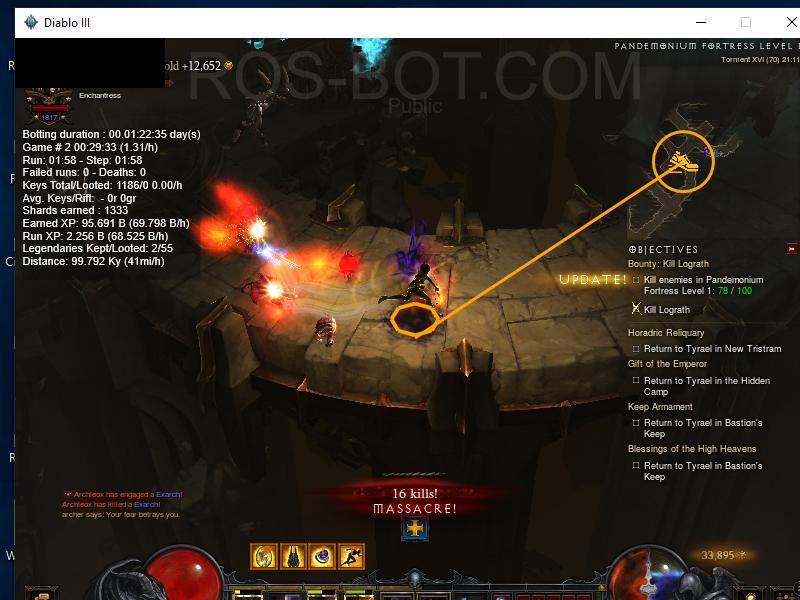 Diablo III
PANDEMONIUM FORTRESS LEVEL 1
Torment XVI (70) 21:11
old +12,652
ROS-BOT.COM
Public
Enchantress
1817
Botting duration : 00.01:22:35 day(s)
Game # 2 00:29:33 (1.31/h)
Run: 01:58 - Step: 01:58
Failed runs: 0 - Deaths: 0
Keys Total/Looted: 1186/0 0.00/h
Avg. Keys/Rift: - 0r 0gr
Shards earned : 1333
Earned XP: 95.691 B (69.798 B/h)
Run XP: 2.256 B (68.525 B/h)
Legendaries Kept/Looted: 2/55
Distance: 99.792 Ky (41mi/h)
OBJECTIVES
Bounty: Kill Lograth
UPDATE!
Kill enemies in Pandemonium
Fortress Level 1: 78 / 100
Kill Lograth
Horadric Reliquary
Return to Tyrael in New Tristram
Gift of the Emperor
Return to Tyrael in the Hidden
Camp
Keep Armament
Return to Tyrael in Bastion's
Keep
Blessings of the High Heavens
Return to Tyrael in Bastion's
Keep
Archleox has engaged a Exarch!
Archleox has killed a Exarch!
archer says: Your fear betrays you.
16 kills!
MASSACRE!
33,895